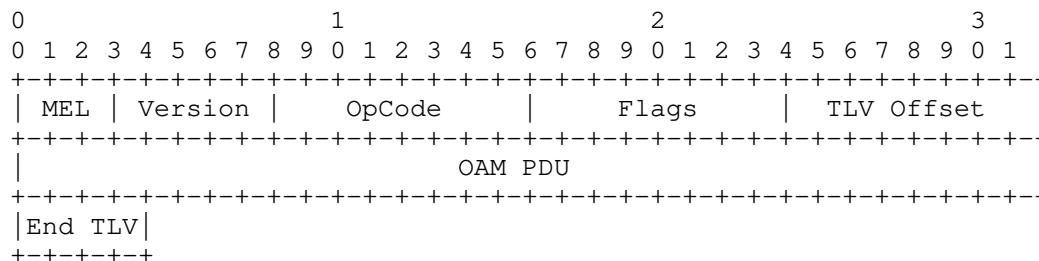 0                   1                   2                   3
0 1 2 3 4 5 6 7 8 9 0 1 2 3 4 5 6 7 8 9 0 1 2 3 4 5 6 7 8 9 0 1
+-+-+-+-+-+-+-+-+-+-+-+-+-+-+-+-+-+-+-+-+-+-+-+-+-+-+-+-+-+-+-+-
| MEL | Version |    OpCode     |     Flags     |  TLV Offset
+-+-+-+-+-+-+-+-+-+-+-+-+-+-+-+-+-+-+-+-+-+-+-+-+-+-+-+-+-+-+-+-
|                           OAM PDU
+-+-+-+-+-+-+-+-+-+-+-+-+-+-+-+-+-+-+-+-+-+-+-+-+-+-+-+-+-+-+-+-
|End TLV|
+-+-+-+-+